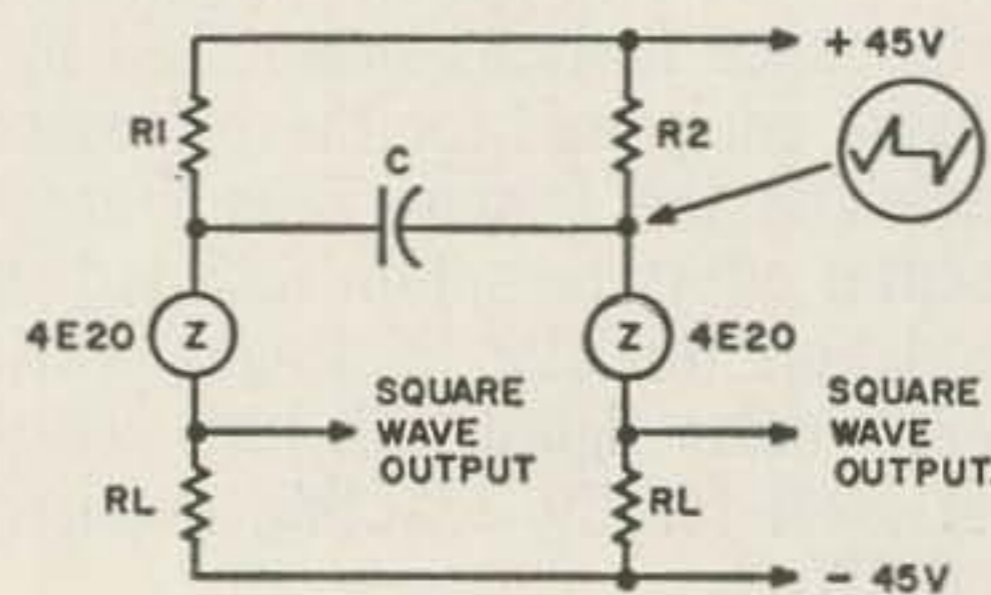 + 45V
R1
R2
C
4E20
Z
Z
4E20
SQUARE
WAVE
OUTPUT
SQUARE
WAVE
OUTPUT
RL
RL
- 45V